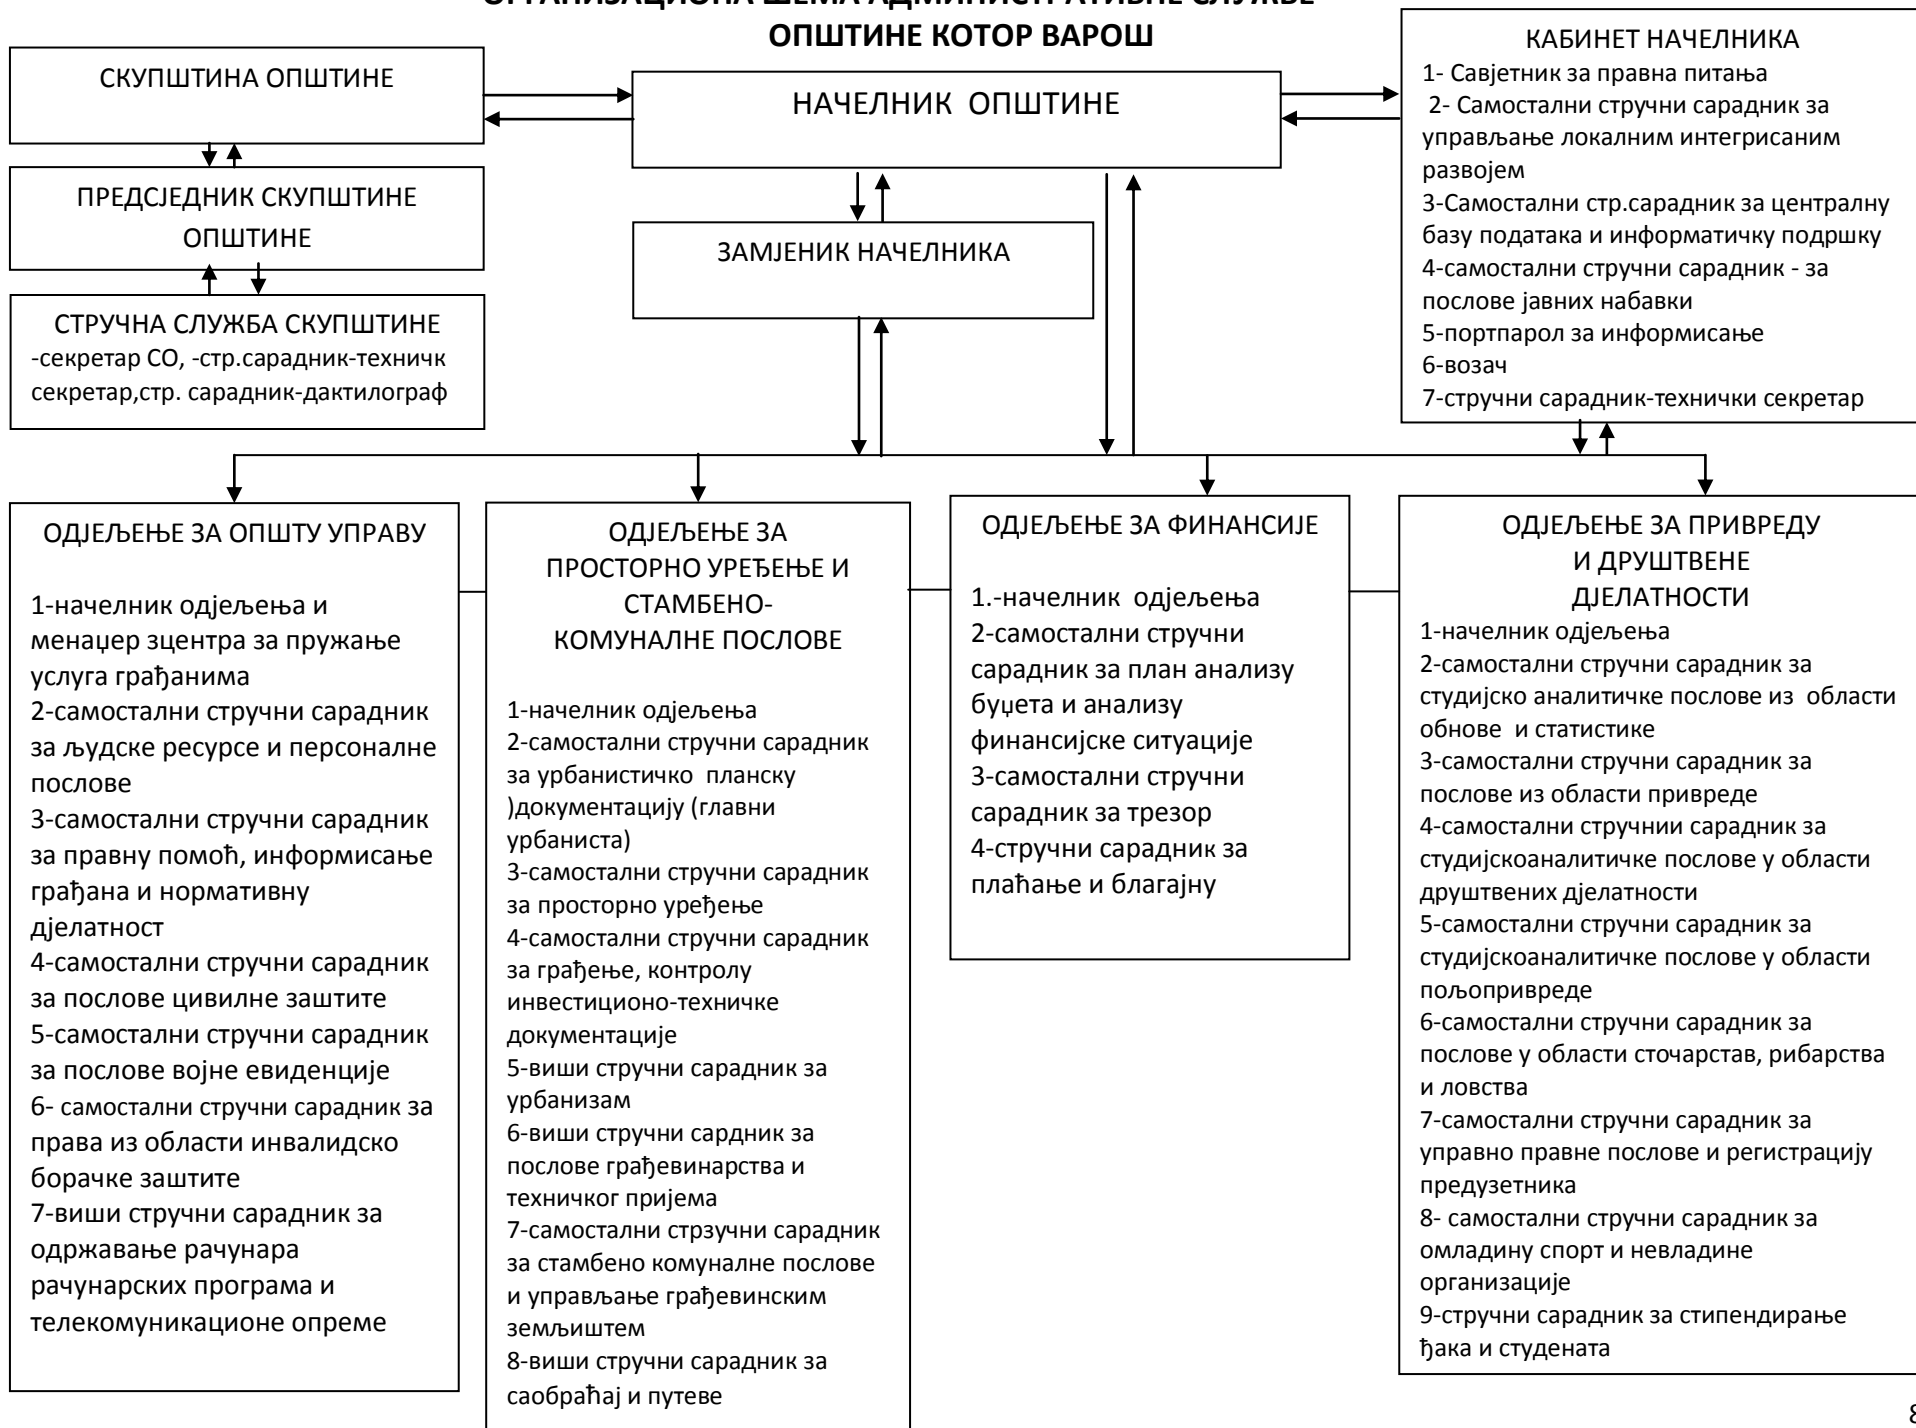 ОРГАНИЗАЦИОНА ШЕМА АДМИНИСТРАТИВНЕ СЛУЖБЕ
ОПШТИНЕ КОТОР ВАРОШ
СКУПШТИНА ОПШТИНЕ
НАЧЕЛНИК ОПШТИНЕ
КАБИНЕТ НАЧЕЛНИКА
1- Савјетник за правна питања
2- Самостални стручни сарадник за
управљање локалним интегрисаним
развојем
3-Самостални стр.сарадник за централну
базу података и информатичку подршку
4-самостални стручни сарадник - за
послове јавних набавки
5-портпарол за информисање
6-возач
7-стручни сарадник-технички секретар
ПРЕДСЈЕДНИК СКУПШТИНЕ
ОПШТИНЕ
ЗАМЈЕНИК НАЧЕЛНИКА
СТРУЧНА СЛУЖБА СКУПШТИНЕ
-секретар СО, -стр.сарадник-техничк
секретар,стр. сарадник-дактилограф
ОДЈЕЉЕЊЕ ЗА ОПШТУ УПРАВУ
1-начелник одјељења и
менаџер зцентра за пружање
услуга грађанима
2-самостални стручни сарадник
за људске ресурсе и персоналне
послове
3-самостални стручни сарадник
за правну помоћ, информисање
грађана и нормативну
дјелатност
4-самостални стручни сарадник
за послове цивилне заштите
5-самостални стручни сарадник
за послове војне евиденције
6- самостални стручни сарадник за
права из области инвалидско
борачке заштите
7-виши стручни сарадник за
одржавање рачунара
рачунарских програма и
телекомуникационе опреме
ОДЈЕЉЕЊЕ ЗА
ПРОСТОРНО УРЕЂЕЊЕ И
СТАМБЕНО-
КОМУНАЛНЕ ПОСЛОВЕ
1-начелник одјељења
2-самостални стручни сарадник
за урбанистичко планску
)документацију (главни
урбаниста)
3-самостални стручни сарадник
за просторно уређење
4-самостални стручни сарадник
за грађење, контролу
инвестиционо-техничке
документације
5-виши стручни сарадник за
урбанизам
6-виши стручни сардник за
послове грађевинарства и
техничког пријема
7-самостални стрзучни сарадник
за стамбено комуналне послове
и управљање грађевинским
земљиштем
8-виши стручни сарадник за
саобраћај и путеве
ОДЈЕЉЕЊЕ ЗА ФИНАНСИЈЕ
1.-начелник одјељења
2-самостални стручни
сарадник за план анализу
буџета и анализу
финансијске ситуације
3-самостални стручни
сарадник за трезор
4-стручни сарадник за
плаћање и благајну
ОДЈЕЉЕЊЕ ЗА ПРИВРЕДУ
И ДРУШТВЕНЕ
ДЈЕЛАТНОСТИ
1-начелник одјељења
2-самостални стручни сарадник за
студијско аналитичке послове из области
обнове и статистике
3-самостални стручни сарадник за
послове из области привреде
4-самостални стручнии сарадник за
студијскоаналитичке послове у области
друштвених дјелатности
5-самостални стручни сарадник за
студијскоаналитичке послове у области
пољопривреде
6-самостални стручни сарадник за
послове у области сточарстав, рибарства
и ловства
7-самостални стручни сарадник за
управно правне послове и регистрацију
предузетника
8- самостални стручни сарадник за
омладину спорт и невладине
организације
9-стручни сарадник за стипендирање
ђака и студената